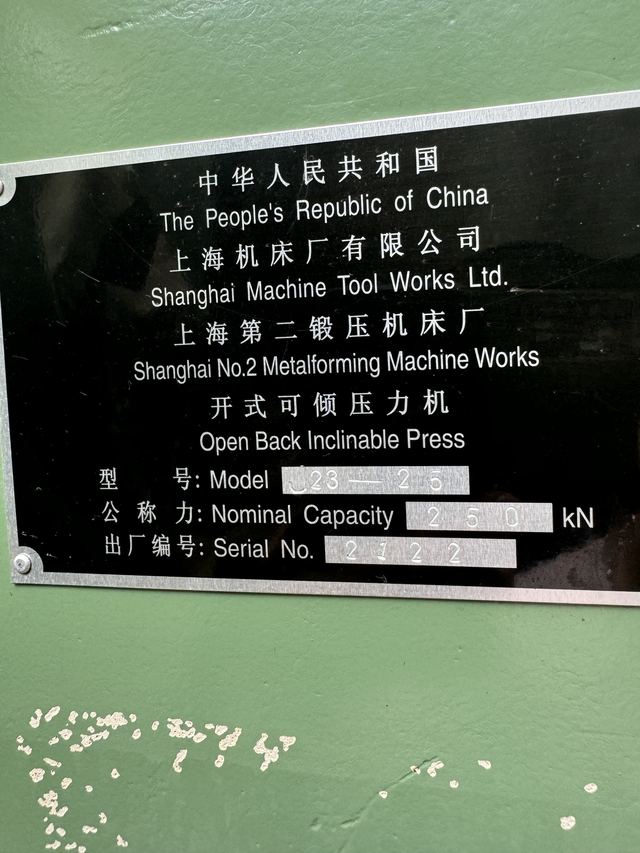 中华人民共和国
The People's Republic of China
上海机床厂有限公司
Shanghai Machine Tool Works Ltd.
上海第二锻压机床厂
Shanghai No.2 Metalforming Machine Works
开式可倾压力机
Open Back Inclinable Press
型 号: Model J23—25
公 称 力: Nominal Capacity 250 kN
出厂编号: Serial No. 2122